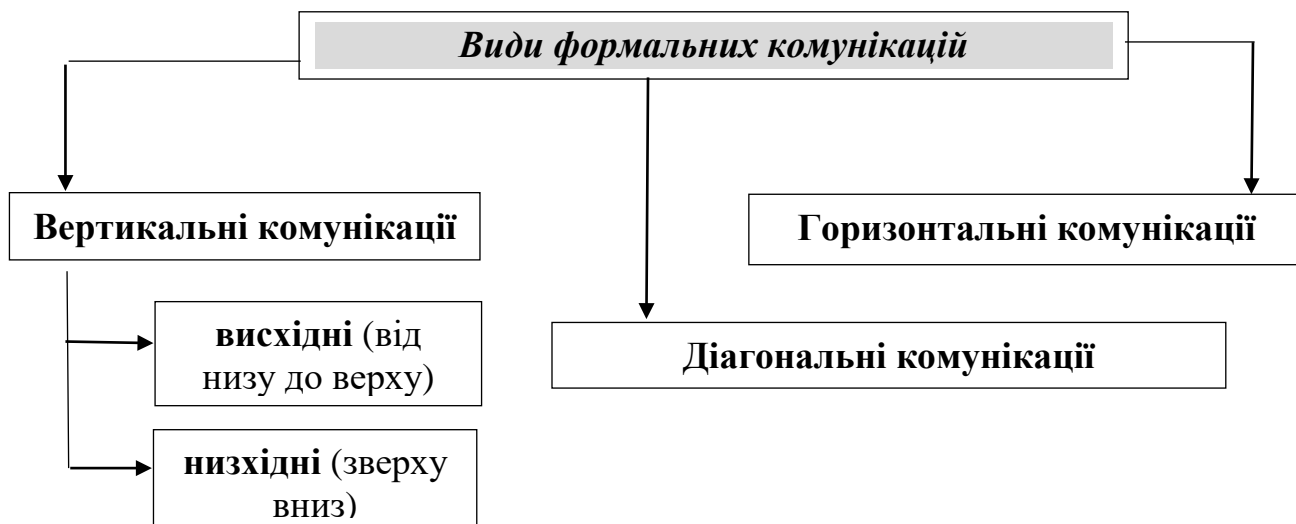 Види формальних комунікацій
Вертикальні комунікації
Горизонтальні комунікації
висхідні (від
низу до верху)
Діагональні комунікації
низхідні (зверху
вниз)